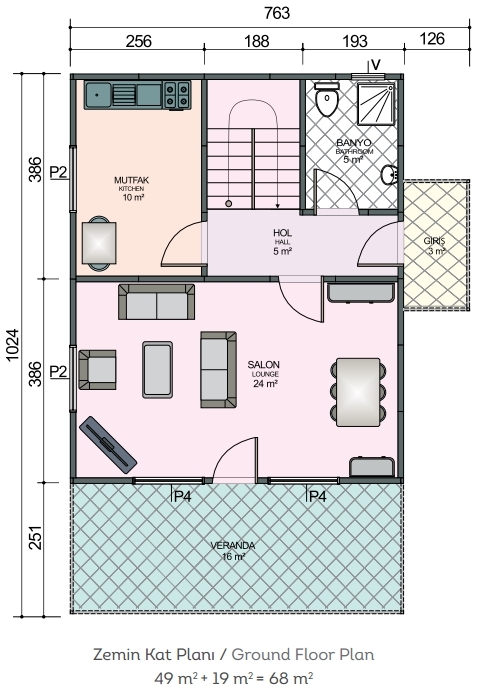 763
256 188 193 126
V
BANYO
BATHROOM
5 m²
386
P2
MUTFAK
KITCHEN
10 m²
HOL
HALL
5 m²
GİRİŞ
3 m²
1024
386
P2
SALON
LOUNGE
24 m²
P4 P4
251
VERANDA
16 m²
Zemin Kat Planı / Ground Floor Plan
49 m² + 19 m² = 68 m²